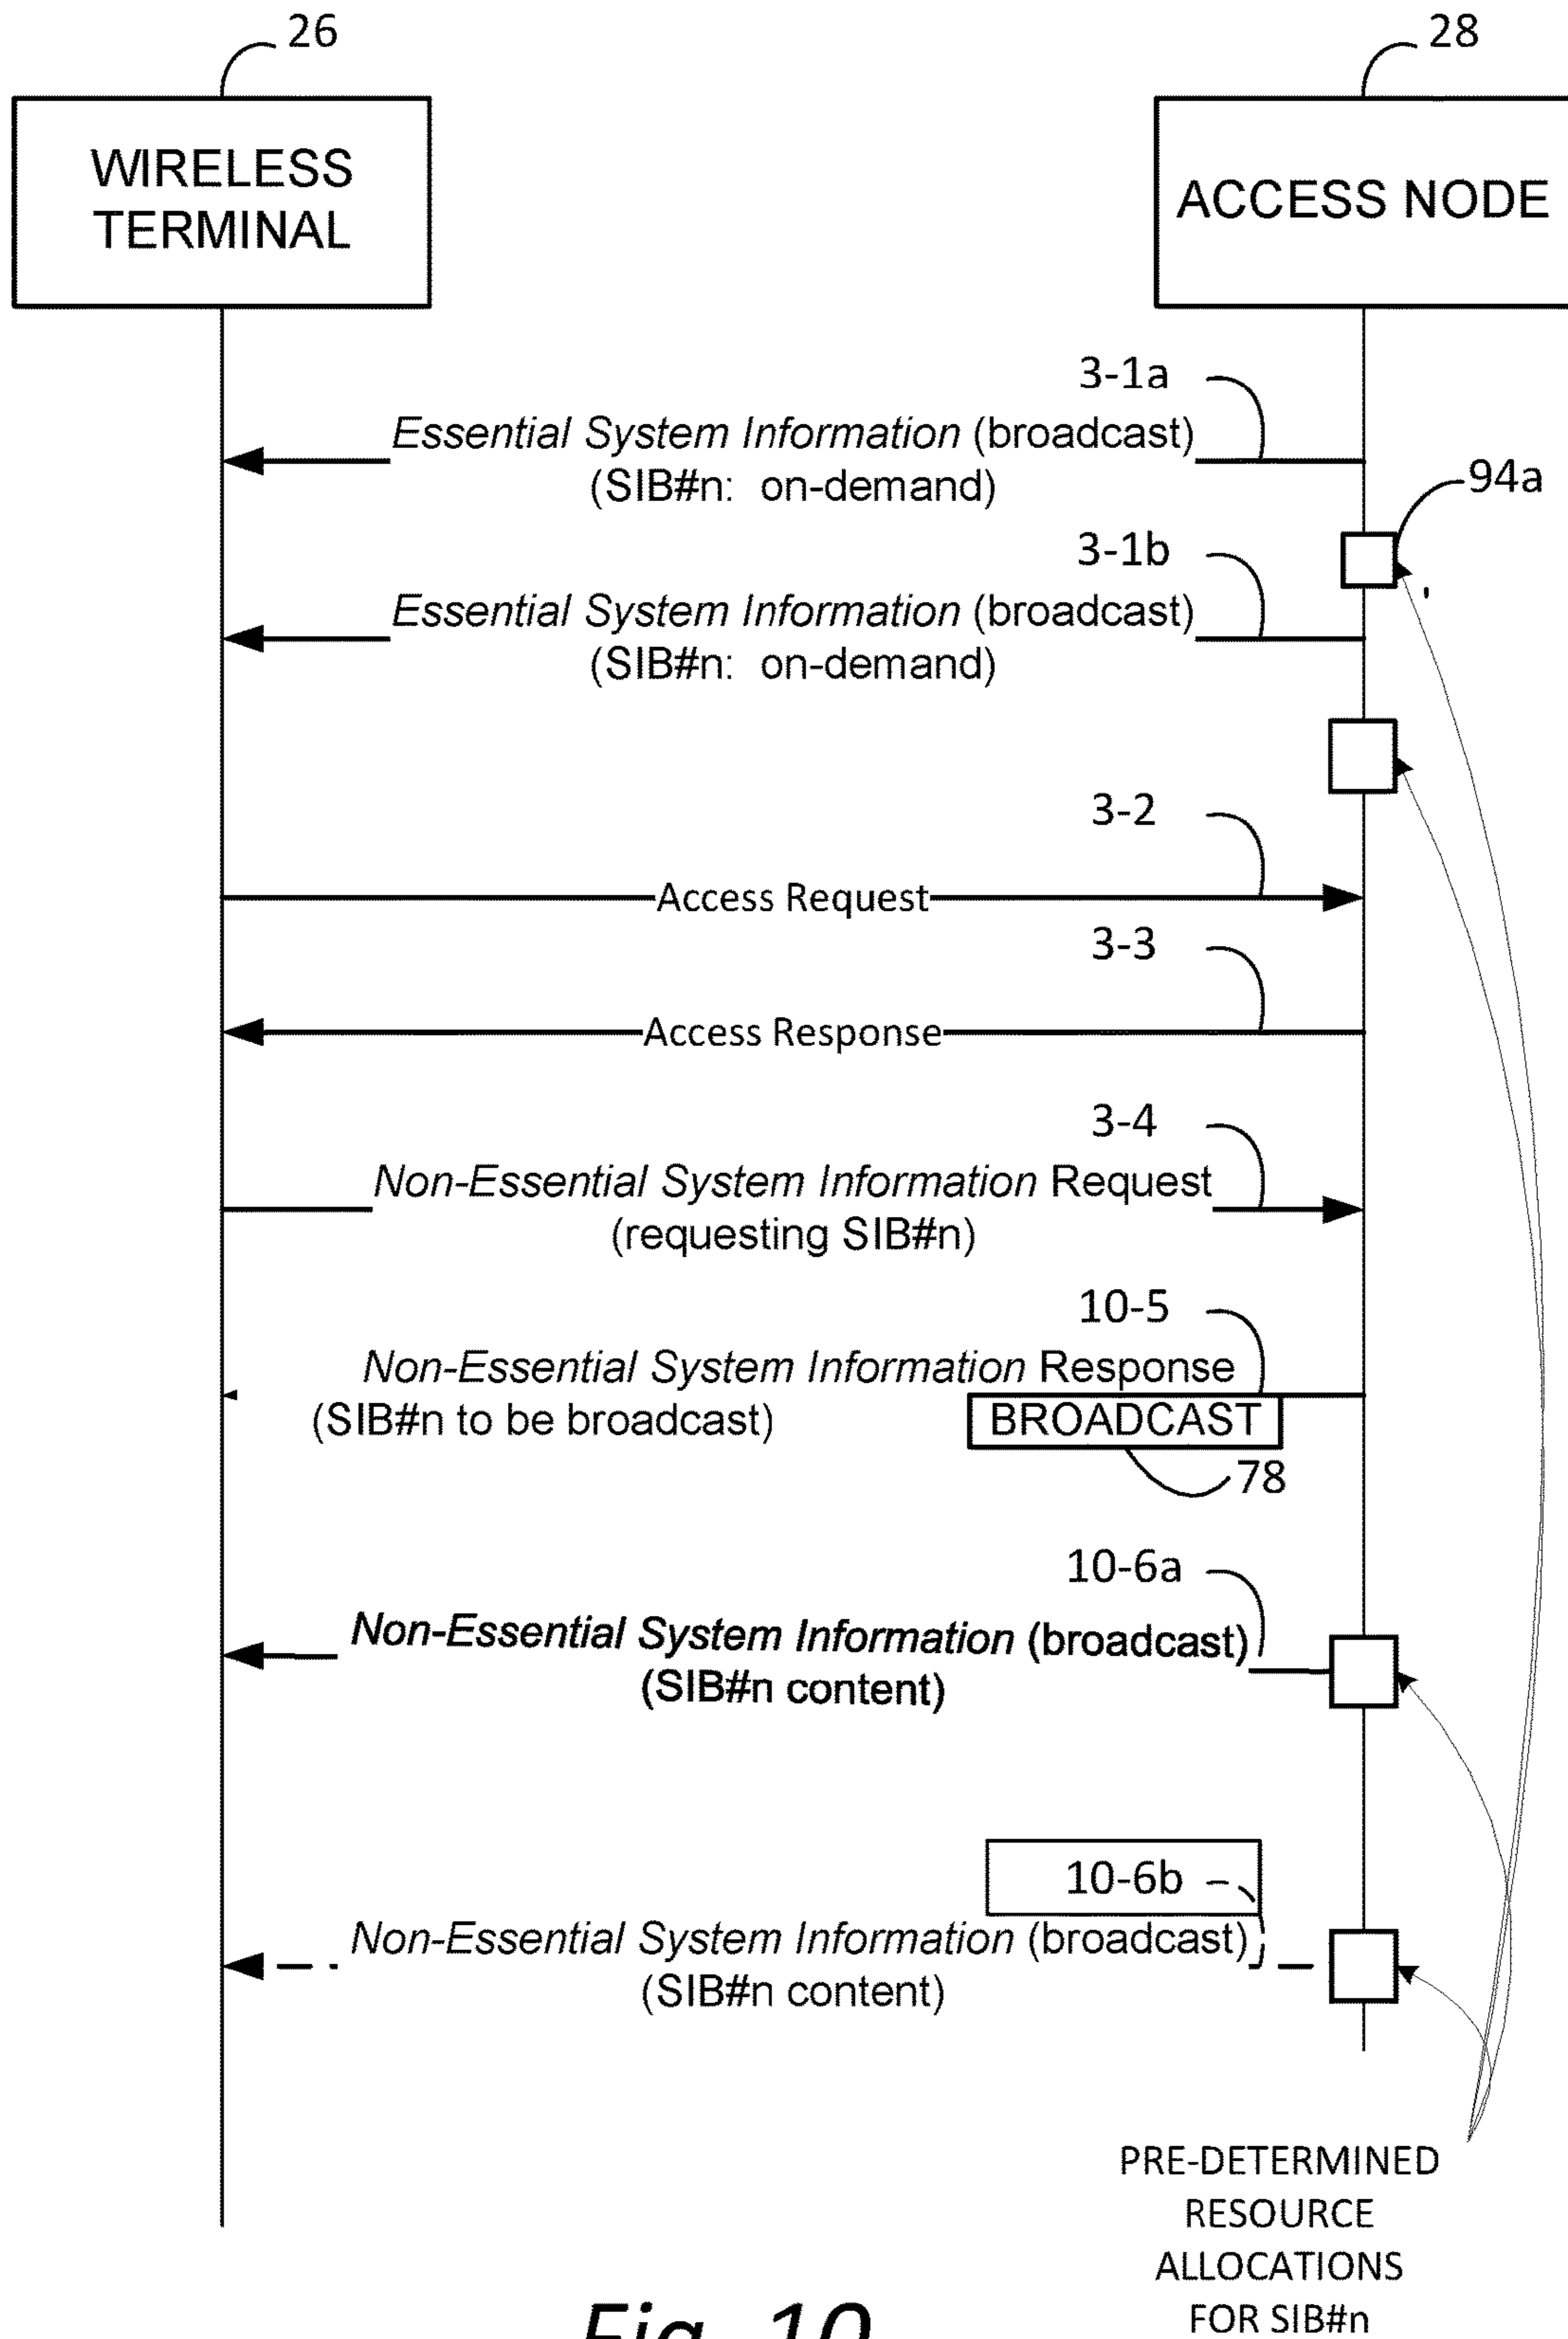 26
28
WIRELESS
TERMINAL
ACCESS NODE
3-1a
Essential System Information (broadcast)
(SIB#n: on-demand)
94a
3-1b
Essential System Information (broadcast)
(SIB#n: on-demand)
3-2
Access Request
3-3
Access Response
3-4
Non-Essential System Information Request
(requesting SIB#n)
10-5
Non-Essential System Information Response
(SIB#n to be broadcast)
BROADCAST
78
10-6a
Non-Essential System Information (broadcast)
(SIB#n content)
10-6b
Non-Essential System Information (broadcast)
(SIB#n content)
PRE-DETERMINED
RESOURCE
ALLOCATIONS
FOR SIB#n
Fig. 10